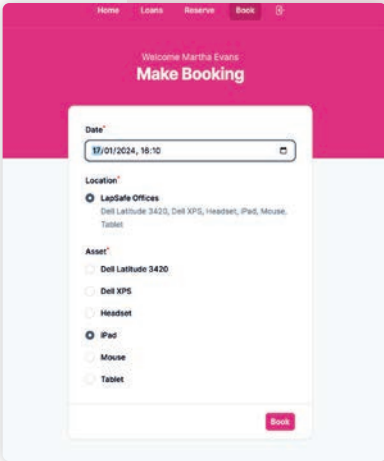 Home Loans Reserve Book
Welcome Martha Evans
Make Booking
Date*
17/01/2024, 16:10
Location*
LapSafe Offices
Dell Latitude 3420, Dell XPS, Headset, iPad, Mouse,
Tablet
Asset*
Dell Latitude 3420
Dell XPS
Headset
iPad
Mouse
Tablet
Book